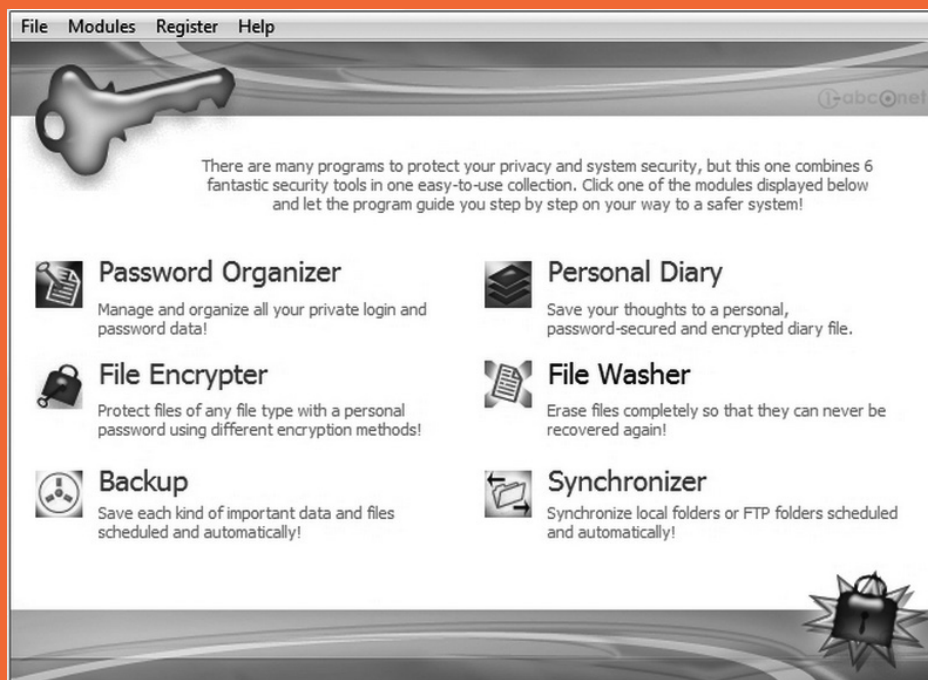 File Modules Register Help
i-abc net
There are many programs to protect your privacy and system security, but this one combines 6
fantastic security tools in one easy-to-use collection. Click one of the modules displayed below
and let the program guide you step by step on your way to a safer system!
Password Organizer
Manage and organize all your private login and
password data!
Personal Diary
Save your thoughts to a personal,
password-secured and encrypted diary file.
File Encrypter
Protect files of any file type with a personal
password using different encryption methods!
File Washer
Erase files completely so that they can never be
recovered again!
Backup
Save each kind of important data and files
scheduled and automatically!
Synchronizer
Synchronize local folders or FTP folders scheduled
and automatically!